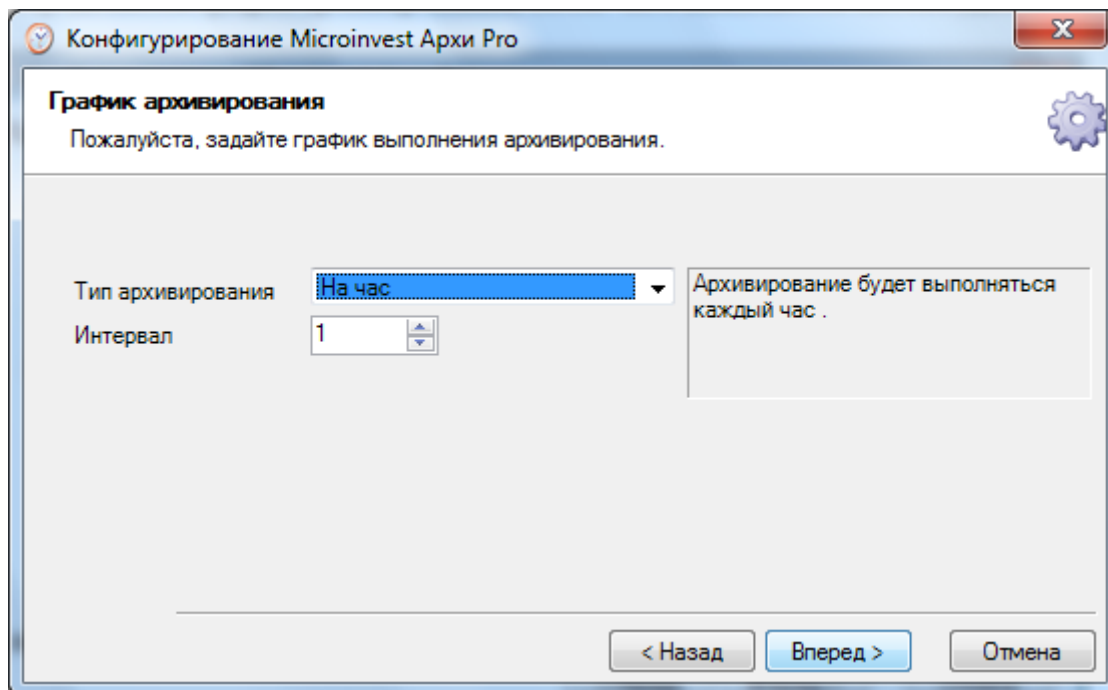 Конфигурирование Microinvest Архи Pro
График архивирования
Пожалуйста, задайте график выполнения архивирования.
Тип архивирования
На час
Архивирование будет выполняться
каждый час .
Интервал
1
< Назад
Вперед >
Отмена